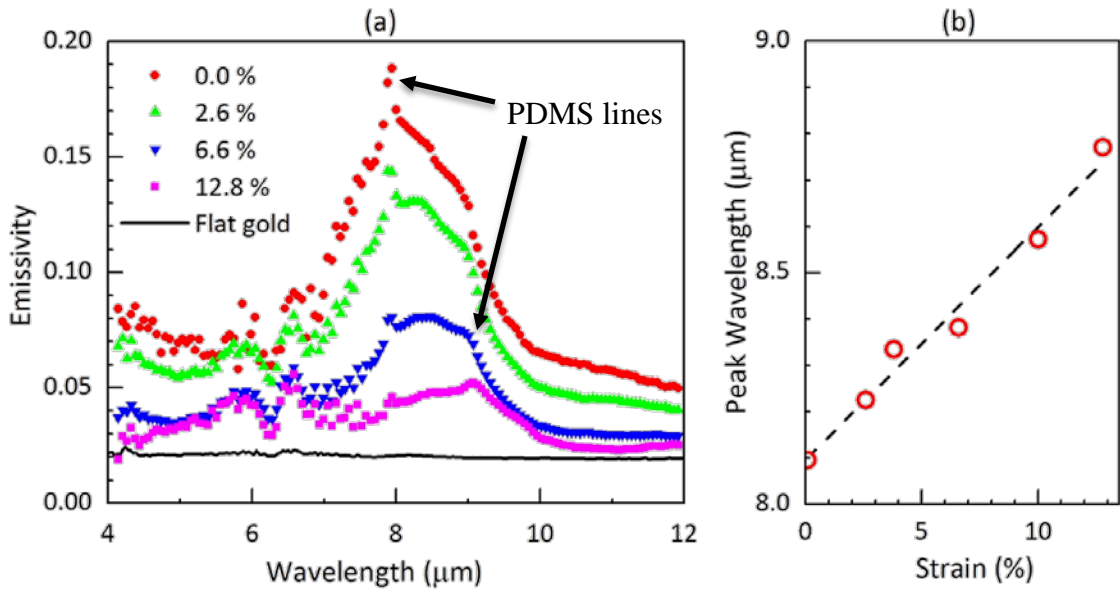 (a)
0.20
0.15
0.10
0.05
0.00
Emissivity
0.0 %
2.6 %
6.6 %
12.8 %
Flat gold
PDMS lines
4
6
8
10
12
Wavelength (μm)
(b)
9.0
8.5
8.0
Peak Wavelength (μm)
0
5
10
Strain (%)